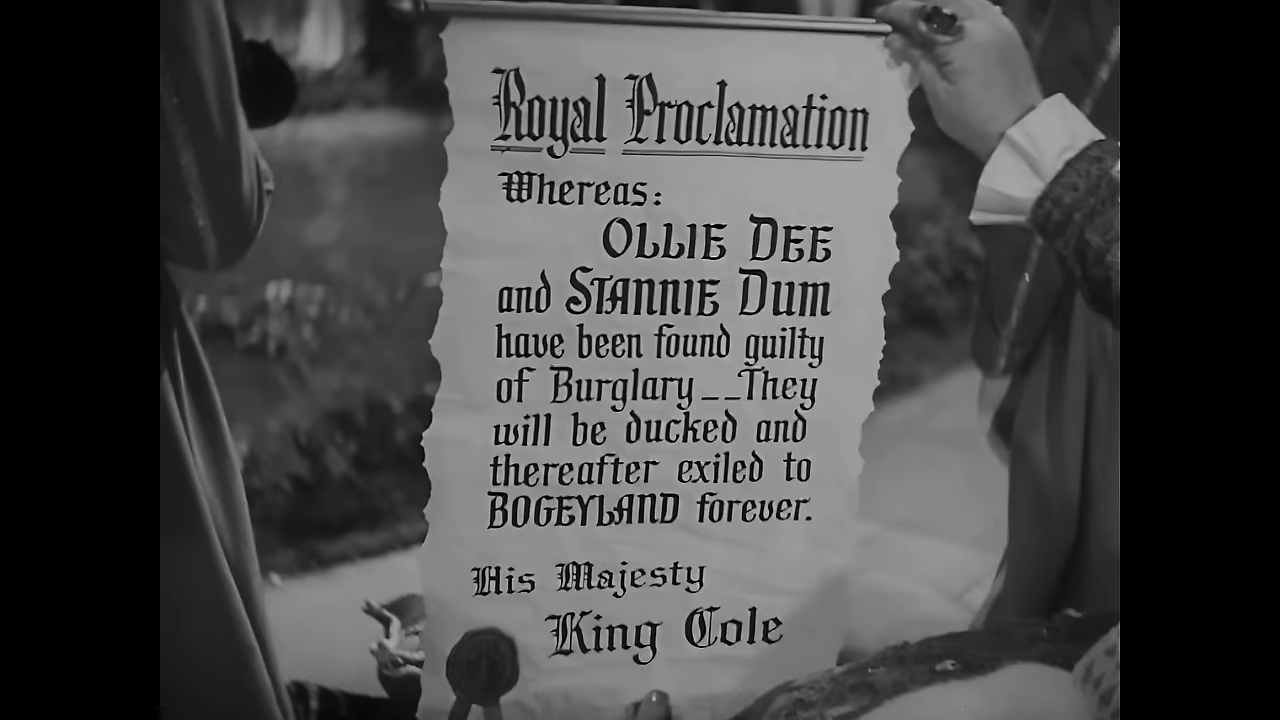 Royal Proclamation
Whereas:
OLLIE DEE
and STANNIE DUM
have been found guilty
of Burglary__They
will be ducked and
thereafter exiled to
BOGEYLAND forever.
His Majesty
King Cole